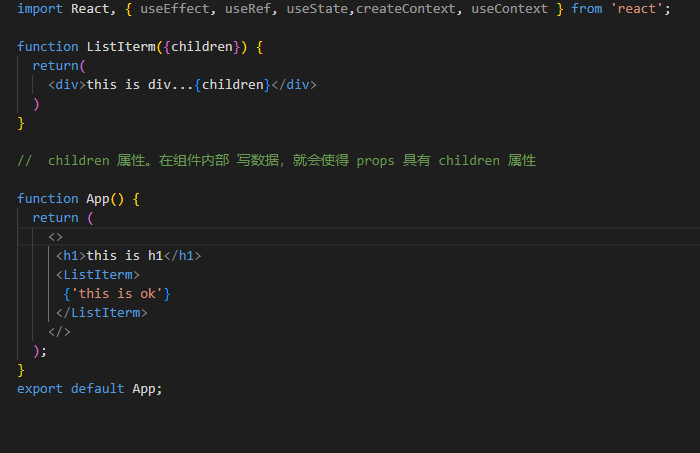 import React, { useEffect, useRef, useState,createContext, useContext } from 'react';
function ListIterm({children}) {
return(
<div>this is div...{children}</div>
)
}
//  children 属性。在组件内部 写数据，就会使得 props 具有 children 属性
function App() {
return (
<>
<h1>this is h1</h1>
<ListIterm>
{'this is ok'}
</ListIterm>
</>
);
}
export default App;